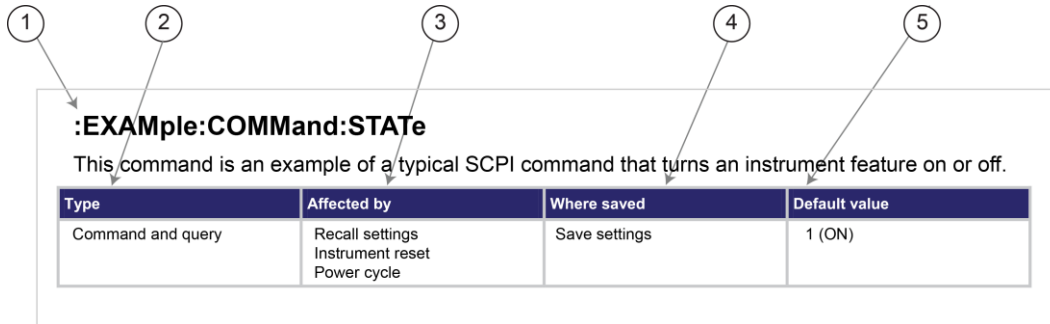 1 2 3 4 5
:EXAMple:COMMand:STATe
This command is an example of a typical SCPI command that turns an instrument feature on or off.
Type Affected by Where saved Default value
Command and query Recall settings Save settings 1 (ON)
Instrument reset
Power cycle